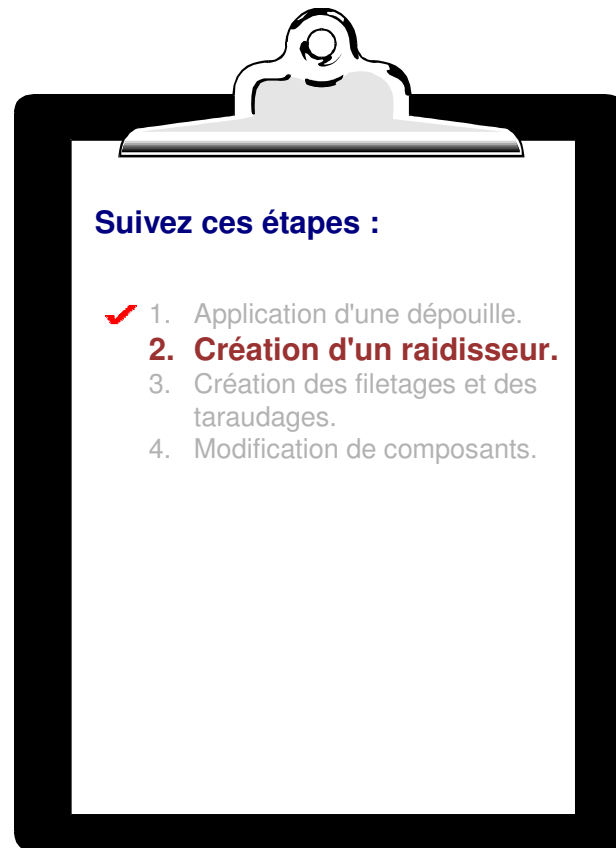 Suivez ces étapes :
1. Application d'une dépouille.
2. Création d'un raidisseur.
3. Création des filetages et des
taraudages.
4. Modification de composants.